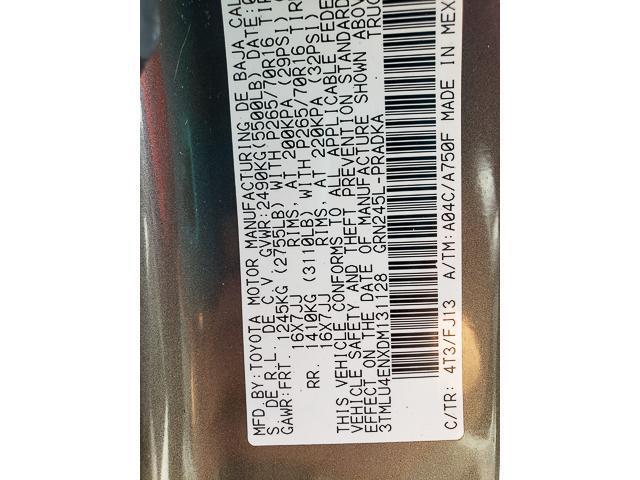 MFD.BY:TOYOTA MOTOR MANUFACTURING DE BAJA CAL
S. DE R.L. DE C.V. GVWR:2490KG(5500LB) DATE:
GAWR:FRT. 1245KG (2755LB) WITH P265/70R16 TIR
16X7JJ RIMS, AT 200KPA (29PSI)
RR. 1410KG (3110LB) WITH P265/70R16 TIR
16X7JJ RIMS, AT 220KPA (32PSI)
THIS VEHICLE CONFORMS TO ALL APPLICABLE FEDE
VEHICLE SAFETY AND THEFT PREVENTION STANDARD
EFFECT ON THE DATE OF MANUFACTURE SHOWN ABOV
3TMLU4ENXDM131128 GRN245L-PRADKA TRUC
C/TR: 4T3/FJ13 A/TM:A04C/A750F MADE IN MEX